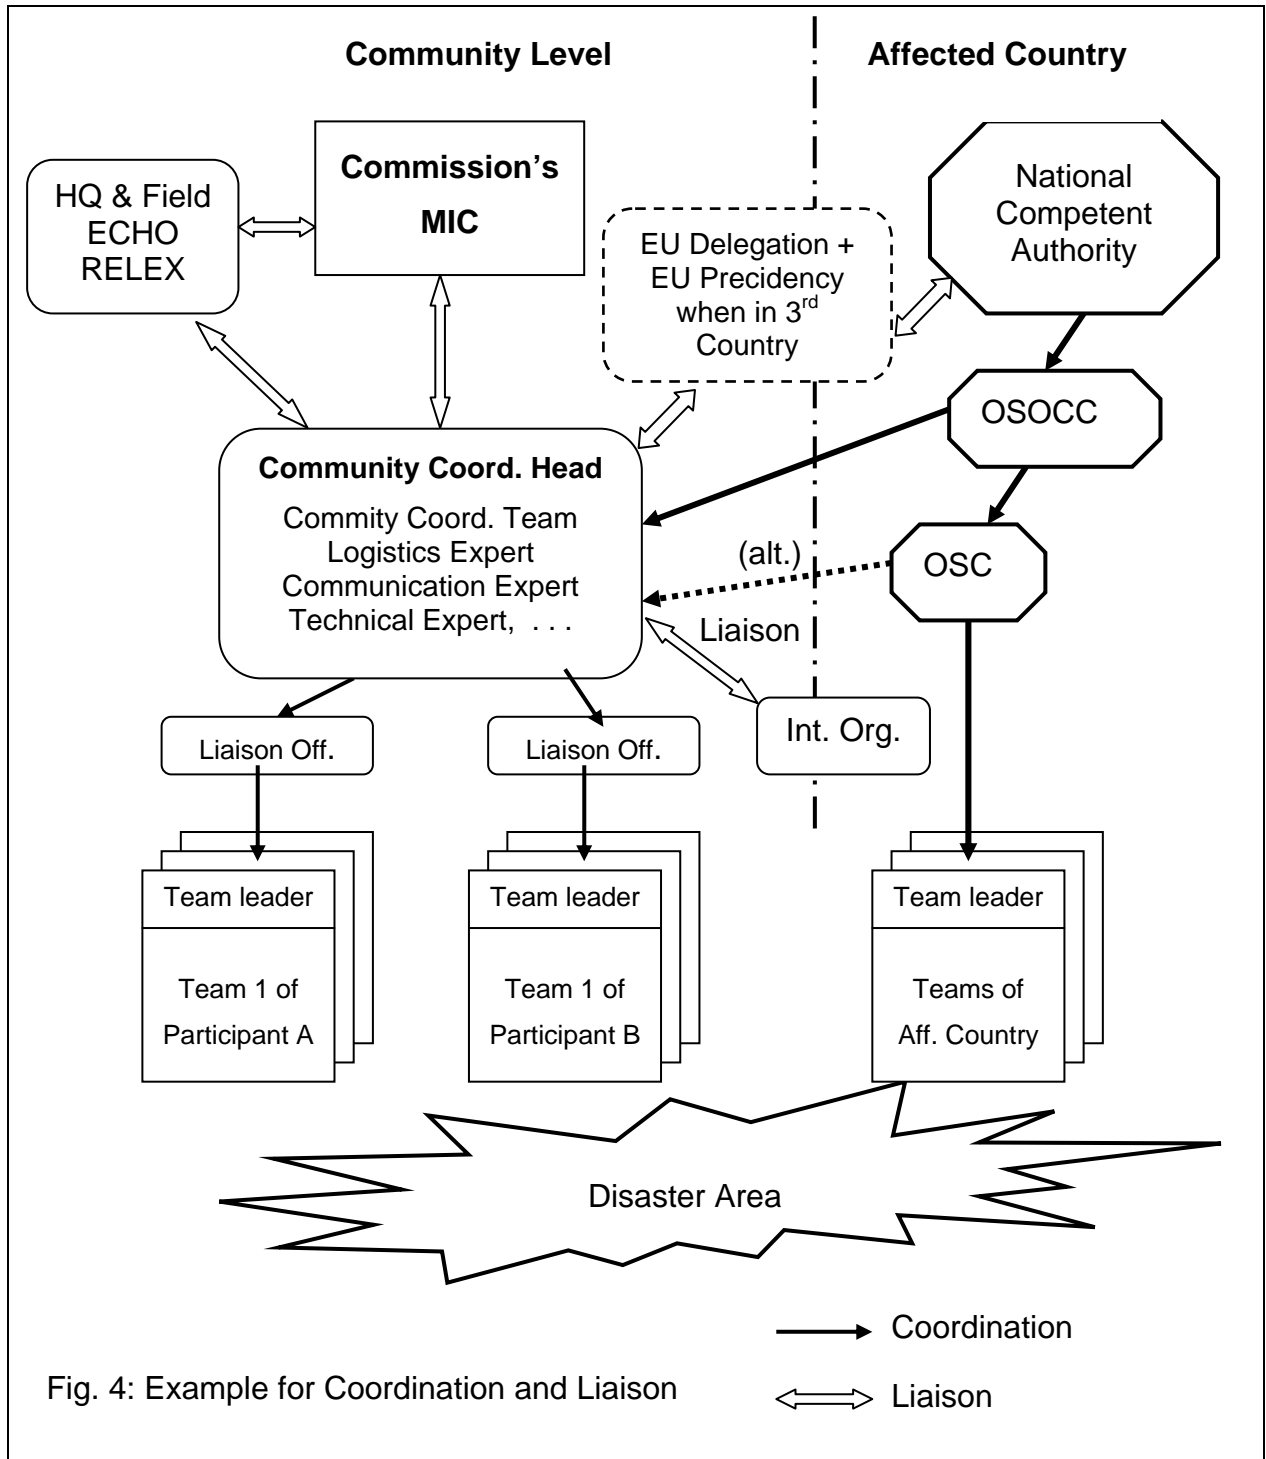 Community Level
Affected Country
Commission’s
MIC
HQ & Field
ECHO
RELEX
EU Delegation +
EU Precidency
when in 3rd
Country
National
Competent
Authority
OSOCC
Community Coord. Head
Commity Coord. Team
Logistics Expert
Communication Expert
Technical Expert, . . .
(alt.)
OSC
Liaison
Int. Org.
Liaison Off.
Liaison Off.
Team leader
Team 1 of
Participant A
Team leader
Team 1 of
Participant B
Team leader
Teams of
Aff. Country
Disaster Area
Coordination
Liaison
Fig. 4: Example for Coordination and Liaison